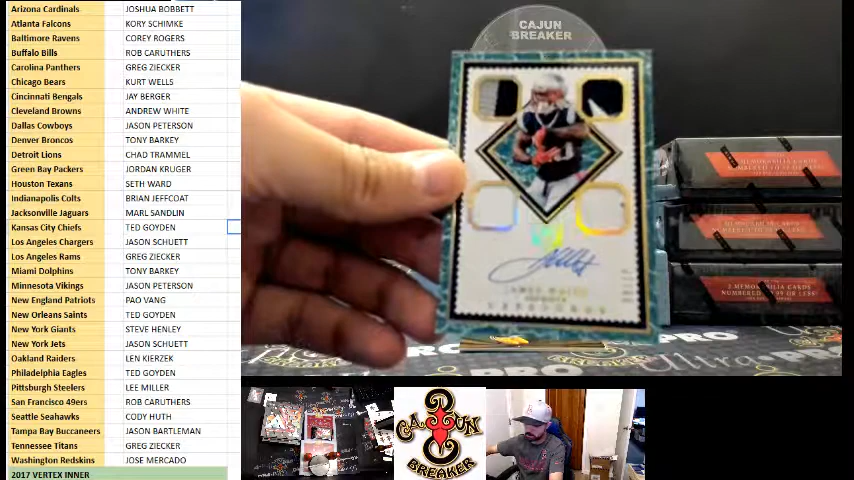 Arizona Cardinals JOSHUA BOBBETT
Atlanta Falcons KORY SCHIMKE
Baltimore Ravens COREY ROGERS
Buffalo Bills ROB CARUTHERS
Carolina Panthers GREG ZIECKER
Chicago Bears KURT WELLS
Cincinnati Bengals JAY BERGER
Cleveland Browns ANDREW WHITE
Dallas Cowboys JASON PETERSON
Denver Broncos TONY BARKEY
Detroit Lions CHAD TRAMMEL
Green Bay Packers JORDAN KRUGER
Houston Texans SETH WARD
Indianapolis Colts BRIAN JEFFCOAT
Jacksonville Jaguars MARL SANDLIN
Kansas City Chiefs TED GOYDEN
Los Angeles Chargers JASON SCHUETT
Los Angeles Rams GREG ZIECKER
Miami Dolphins TONY BARKEY
Minnesota Vikings JASON PETERSON
New England Patriots PAO VANG
New Orleans Saints TED GOYDEN
New York Giants STEVE HENLEY
New York Jets JASON SCHUETT
Oakland Raiders LEN KIERZEK
Philadelphia Eagles TED GOYDEN
Pittsburgh Steelers LEE MILLER
San Francisco 49ers ROB CARUTHERS
Seattle Seahawks CODY HUTH
Tampa Bay Buccaneers JASON BARTLEMAN
Tennessee Titans GREG ZIECKER
Washington Redskins JOSE MERCADO
2017 VERTEX INNER
CAJUN
BREAKER
JAMES WHITE
2 MEMORABILIA CARDS
Ultra PRO
CAJUN
BREAKER